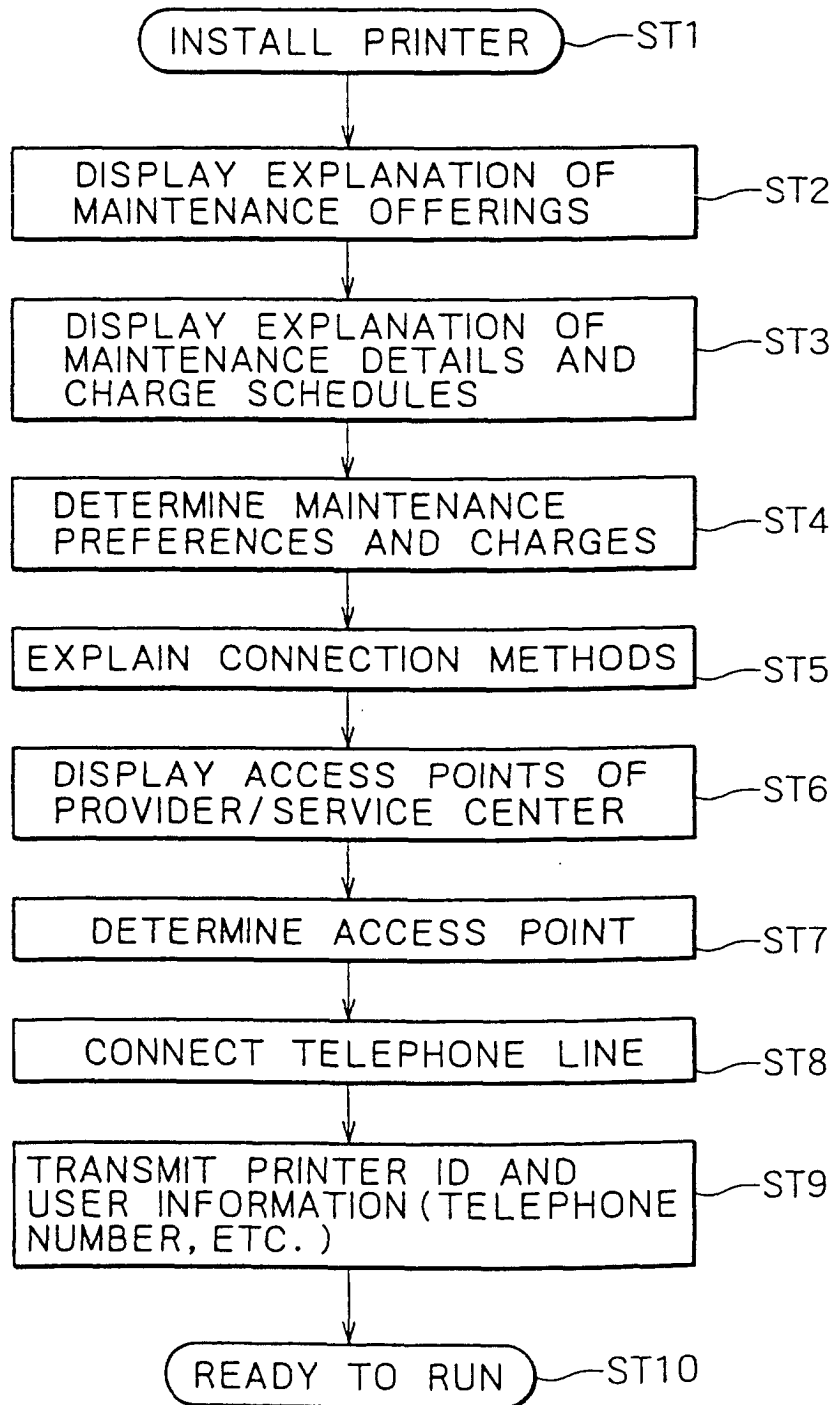 INSTALL PRINTER
ST1
DISPLAY EXPLANATION OF
MAINTENANCE OFFERINGS
ST2
DISPLAY EXPLANATION OF
MAINTENANCE DETAILS AND
CHARGE SCHEDULES
ST3
DETERMINE MAINTENANCE
PREFERENCES AND CHARGES
ST4
EXPLAIN CONNECTION METHODS
ST5
DISPLAY ACCESS POINTS OF
PROVIDER/SERVICE CENTER
ST6
DETERMINE ACCESS POINT
ST7
CONNECT TELEPHONE LINE
ST8
TRANSMIT PRINTER ID AND
USER INFORMATION (TELEPHONE
NUMBER, ETC.)
ST9
READY TO RUN
ST10